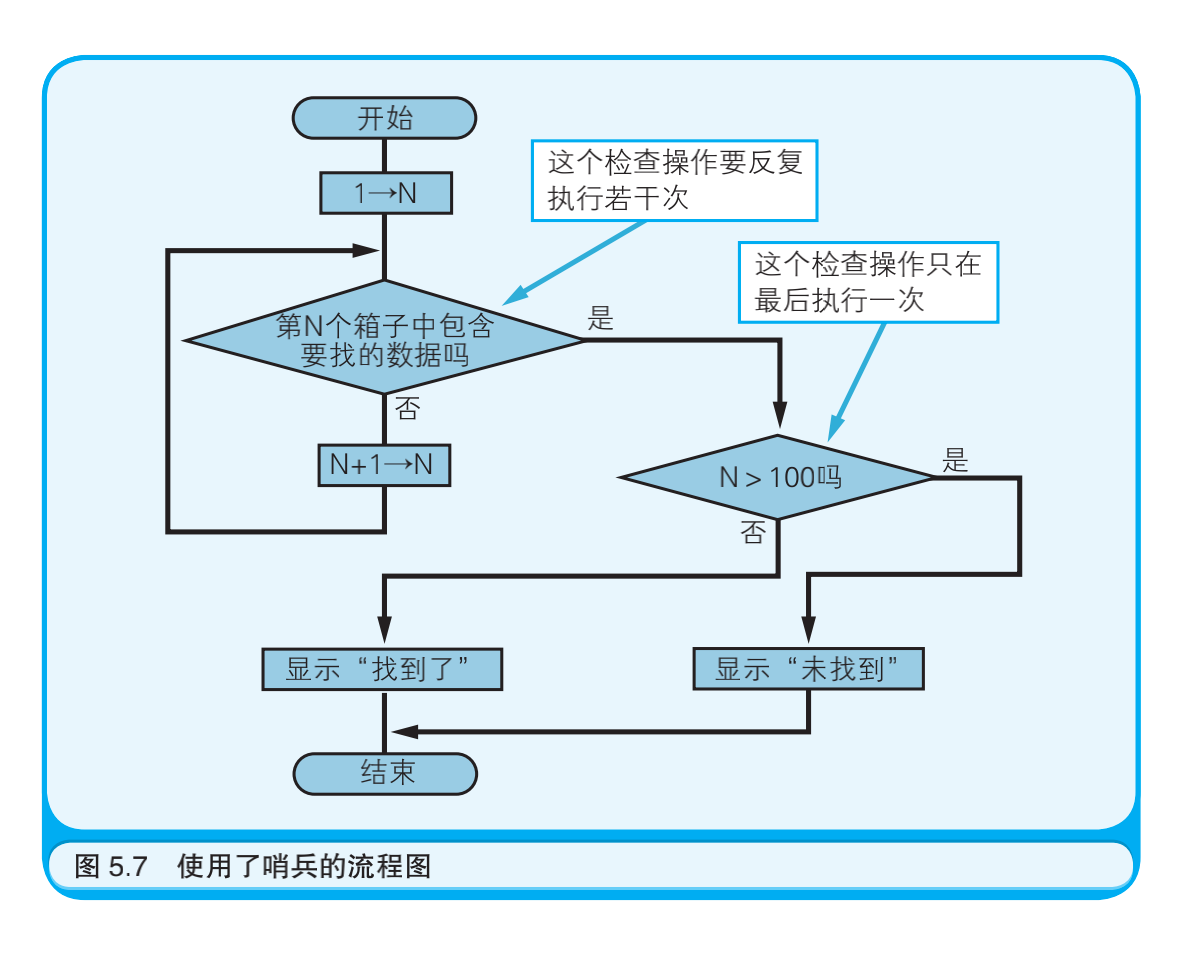 开始
1→N
这个检查操作要反复
执行若干次
这个检查操作只在
最后执行一次
第N个箱子中包含
要找的数据吗
是
否
N+1→N
N > 100吗
是
否
显示“找到了”
显示“未找到”
结束
图 5.7 使用了哨兵的流程图